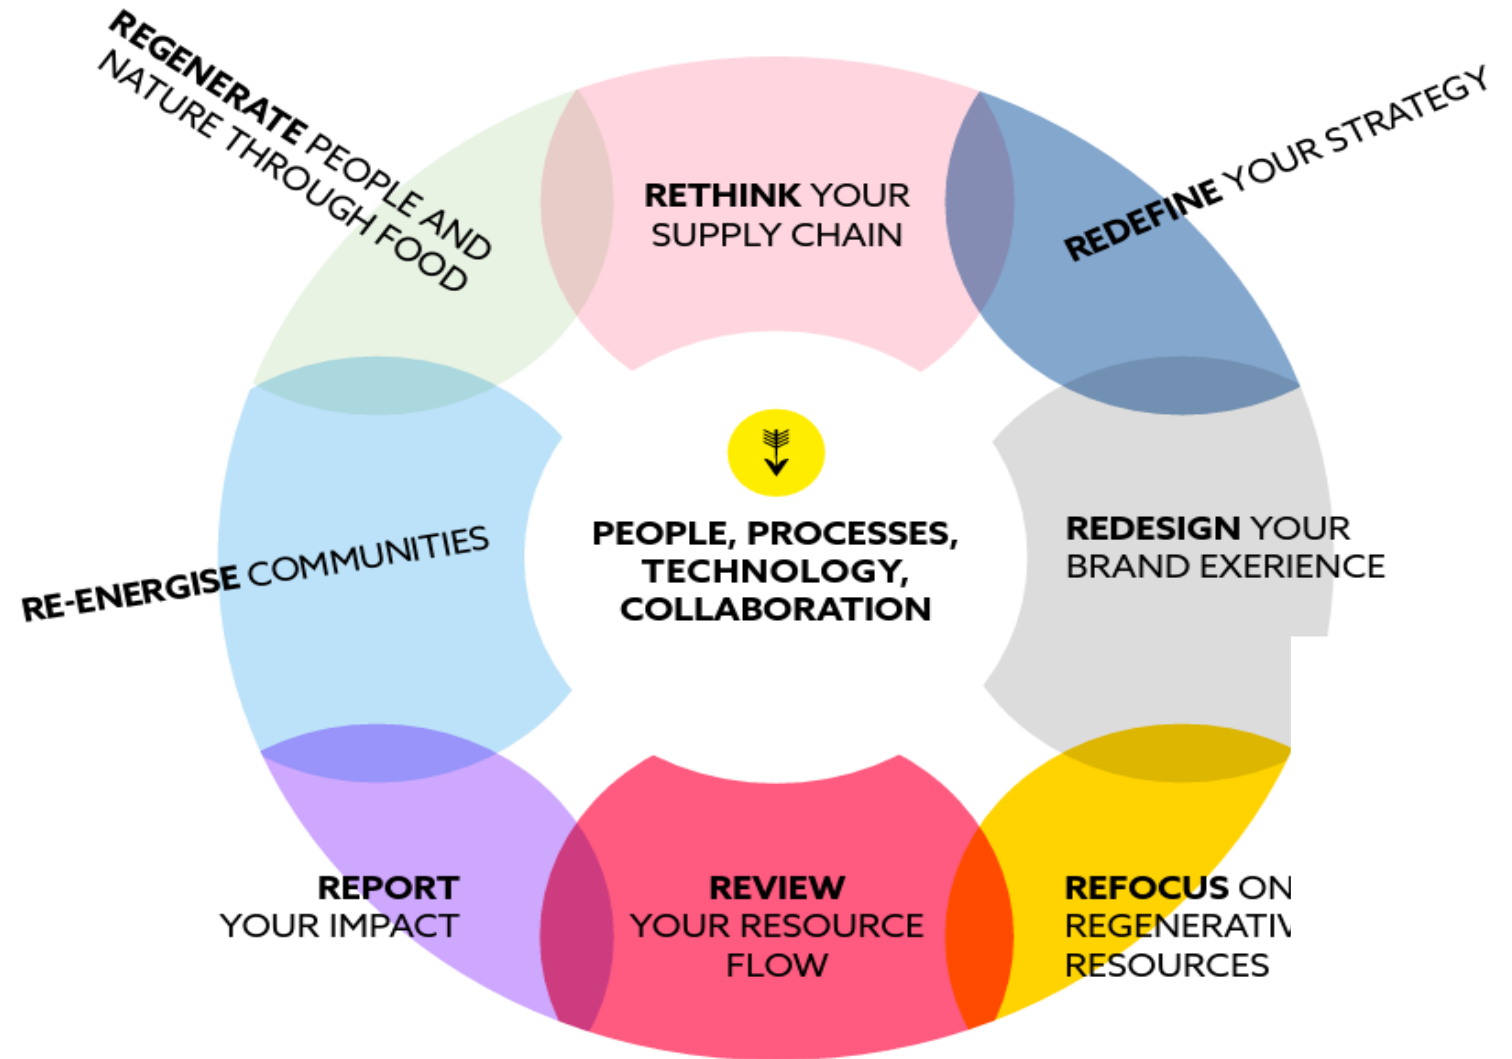 REGENERATE PEOPLE AND
NATURE THROUGH FOOD
RETHINK YOUR
SUPPLY CHAIN
REDEFINE YOUR STRATEGY
RE-ENERGISE COMMUNITIES
PEOPLE, PROCESSES,
TECHNOLOGY,
COLLABORATION
REDESIGN YOUR
BRAND EXERIENCE
REPORT
YOUR IMPACT
REVIEW
YOUR RESOURCE
FLOW
REFOCUS ON
REGENERATIV
RESOURCES